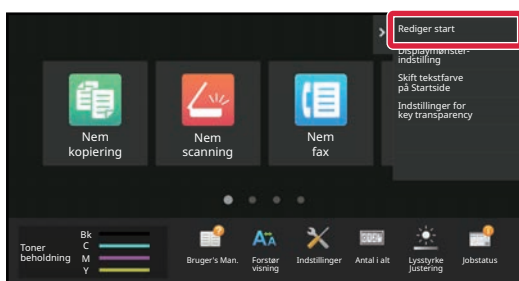 Rediger start
Displaymønster-
indstilling
Skift tekstfarve
på Startside
Indstillinger for
key transparency
Nem
kopiering
Nem
scanning
Nem
fax
Toner
beholdning
Bk
C
M
Y
Bruger's Man.
Forstør
visning
Indstillinger
Antal i alt
Lysstyrke
Justering
Jobstatus